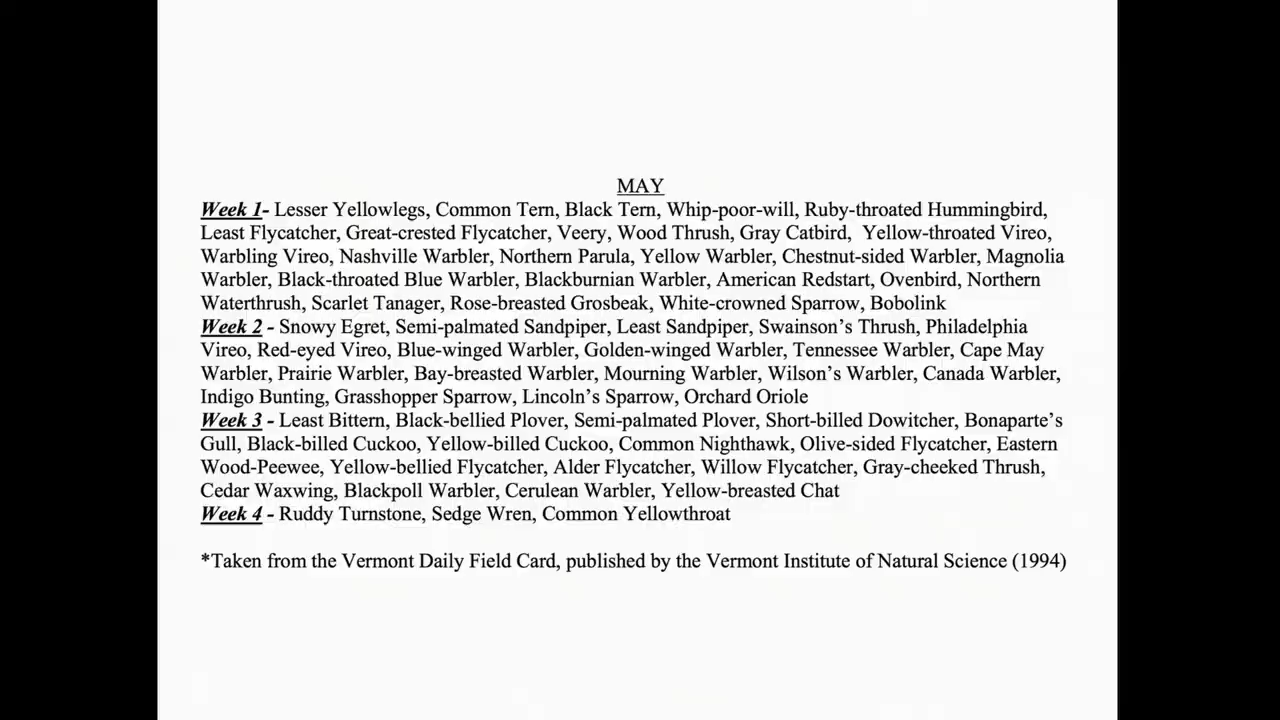 MAY
Week 1- Lesser Yellowlegs, Common Tern, Black Tern, Whip-poor-will, Ruby-throated Hummingbird,
Least Flycatcher, Great-crested Flycatcher, Veery, Wood Thrush, Gray Catbird,  Yellow-throated Vireo,
Warbling Vireo, Nashville Warbler, Northern Parula, Yellow Warbler, Chestnut-sided Warbler, Magnolia
Warbler, Black-throated Blue Warbler, Blackburnian Warbler, American Redstart, Ovenbird, Northern
Waterthrush, Scarlet Tanager, Rose-breasted Grosbeak, White-crowned Sparrow, Bobolink
Week 2 - Snowy Egret, Semi-palmated Sandpiper, Least Sandpiper, Swainson’s Thrush, Philadelphia
Vireo, Red-eyed Vireo, Blue-winged Warbler, Golden-winged Warbler, Tennessee Warbler, Cape May
Warbler, Prairie Warbler, Bay-breasted Warbler, Mourning Warbler, Wilson’s Warbler, Canada Warbler,
Indigo Bunting, Grasshopper Sparrow, Lincoln’s Sparrow, Orchard Oriole
Week 3 - Least Bittern, Black-bellied Plover, Semi-palmated Plover, Short-billed Dowitcher, Bonaparte’s
Gull, Black-billed Cuckoo, Yellow-billed Cuckoo, Common Nighthawk, Olive-sided Flycatcher, Eastern
Wood-Peewee, Yellow-bellied Flycatcher, Alder Flycatcher, Willow Flycatcher, Gray-cheeked Thrush,
Cedar Waxwing, Blackpoll Warbler, Cerulean Warbler, Yellow-breasted Chat
Week 4 - Ruddy Turnstone, Sedge Wren, Common Yellowthroat
*Taken from the Vermont Daily Field Card, published by the Vermont Institute of Natural Science (1994)